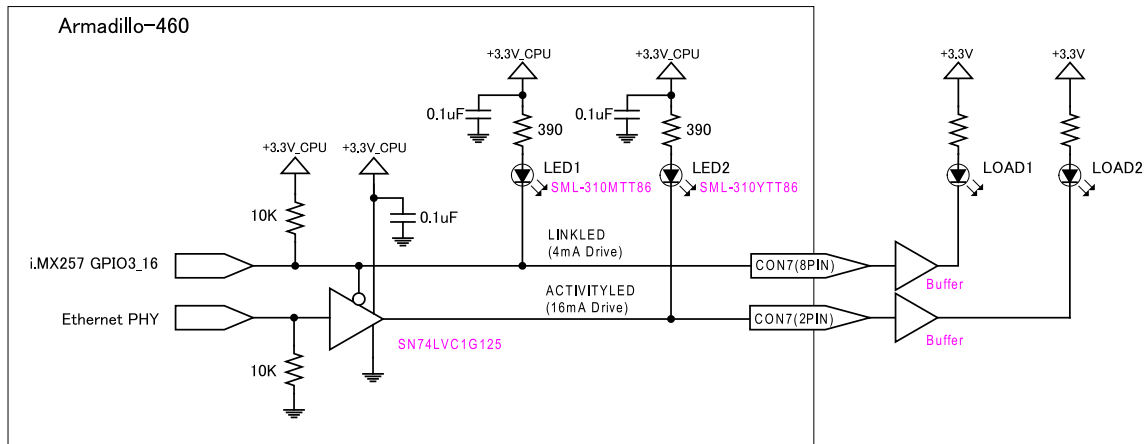 Armadillo-460
+3.3V_CPU
+3.3V_CPU
+3.3V
+3.3V
0.1uF
390
0.1uF
390
+3.3V_CPU
+3.3V_CPU
LED1
SML-310MTT86
LED2
SML-310YTT86
LOAD1
LOAD2
10K
0.1uF
LINKLED
(4mA Drive)
i.MX257 GPIO3_16
CON7(8PIN)
Buffer
ACTIVITYLED
(16mA Drive)
Ethernet PHY
CON7(2PIN)
Buffer
SN74LVC1G125
10K